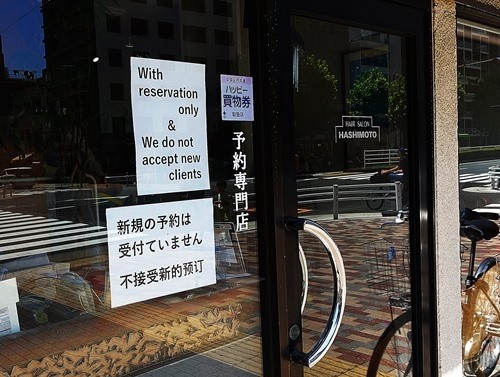 With
reservation
only
&
We do not
accept new
clients
ハッピー
買物券
予約専門店
HAIR SALON
HASHIMOTO
新規の予約は
受付ていません
不接受新的预订